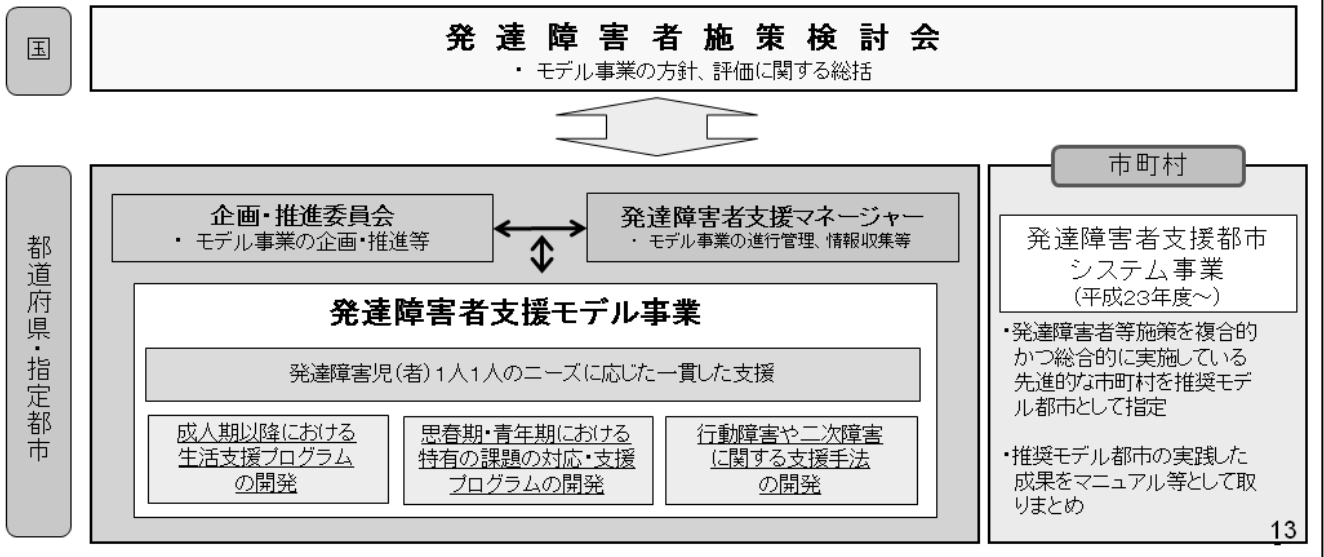 国
発達障害者施策検討会
・ モデル事業の方針、評価に関する総括
都道府県・指定都市
企画・推進委員会
・ モデル事業の企画・推進等
発達障害者支援マネージャー
・ モデル事業の進行管理、情報収集等
発達障害者支援モデル事業
発達障害児(者)1人1人のニーズに応じた一貫した支援
成人期以降における
生活支援プログラム
の開発
思春期・青年期における
特有の課題の対応・支援
プログラムの開発
行動障害や二次障害
に関する支援手法
の開発
市町村
発達障害者支援都市
システム事業
(平成23年度～)
・発達障害者等施策を複合的
かつ総合的に実施している
先進的な市町村を推奨モデ
ル都市として指定
・推奨モデル都市の実践した
成果をマニュアル等として取
りまとめ
13